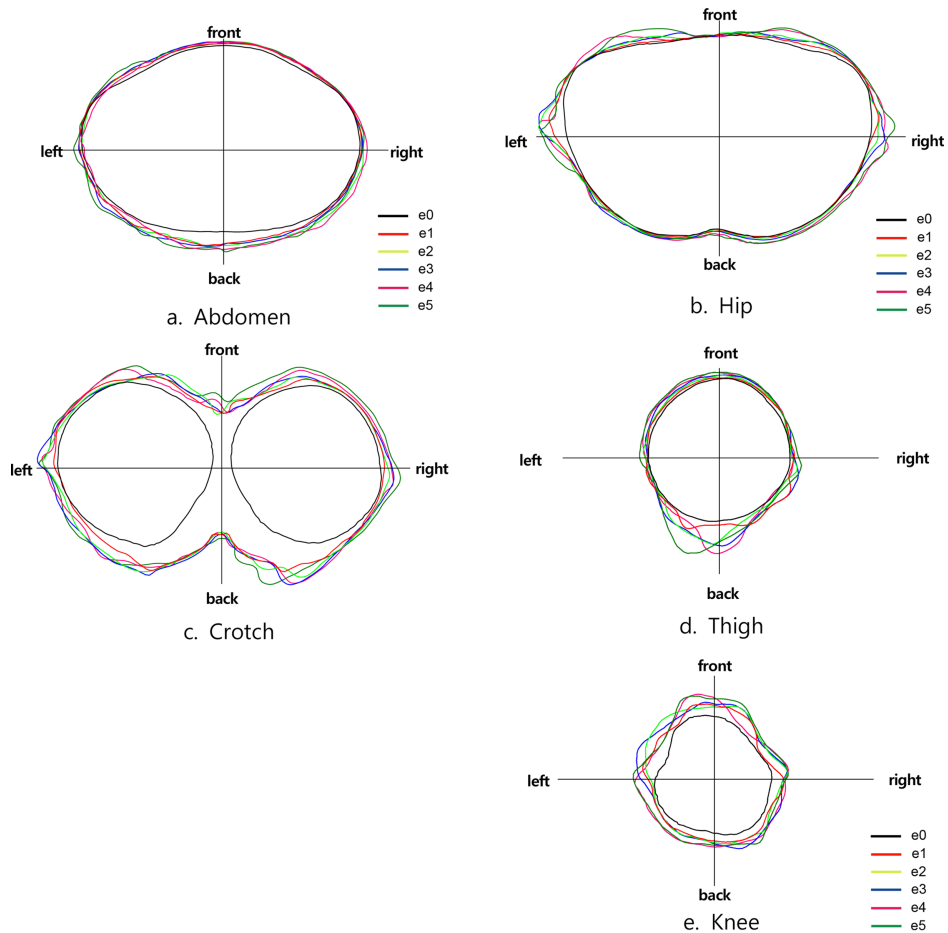 front
left
right
back
e0
e1
e2
e3
e4
e5
a. Abdomen
front
left
right
back
e0
e1
e2
e3
e4
e5
b. Hip
front
left
right
back
c. Crotch
front
left
right
back
d. Thigh
front
left
right
back
e0
e1
e2
e3
e4
e5
e. Knee